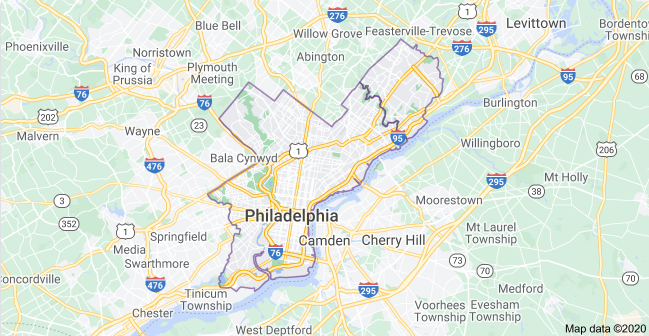 Blue Bell
276
1
Levittown
Willow Grove
Feasterville-Trevose
295
Bordento
Township
Phoenixville
Norristown
276
Abington
King of
Prussia
Plymouth
Meeting
95
68
76
76
Burlington
202
23
95
Malvern
Wayne
Willingboro
206
Bala Cynwyd
1
476
295
Mt Holly
3
Moorestown
352
Philadelphia
1
Springfield
Camden
Cherry Hill
Mt Laurel
Township
Media
76
Swarthmore
73
70
Concordville
476
295
Medford
70
Tinicum
Township
Chester
Voorhees
Township
Evesham
Township
West Deptford
Map data ©2020